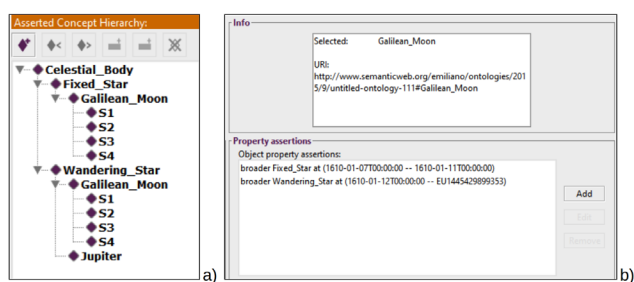 Asserted Concept Hierarchy:
Celestial_Body
Fixed_Star
Galilean_Moon
S1
S2
S3
S4
Wandering_Star
Galilean_Moon
S1
S2
S3
S4
Jupiter
a)
Info
Selected: Galilean_Moon
URI:
http://www.semanticweb.org/emiliano/ontologies/201
5/9/untitled-ontology-111#Galilean_Moon
Property assertions
Object property assertions:
broader Fixed_Star at (1610-01-07T00:00:00 -- 1610-01-11T00:00:00)
broader Wandering_Star at (1610-01-12T00:00:00 -- EU1445429899353)
Add
Edit
Remove
b)